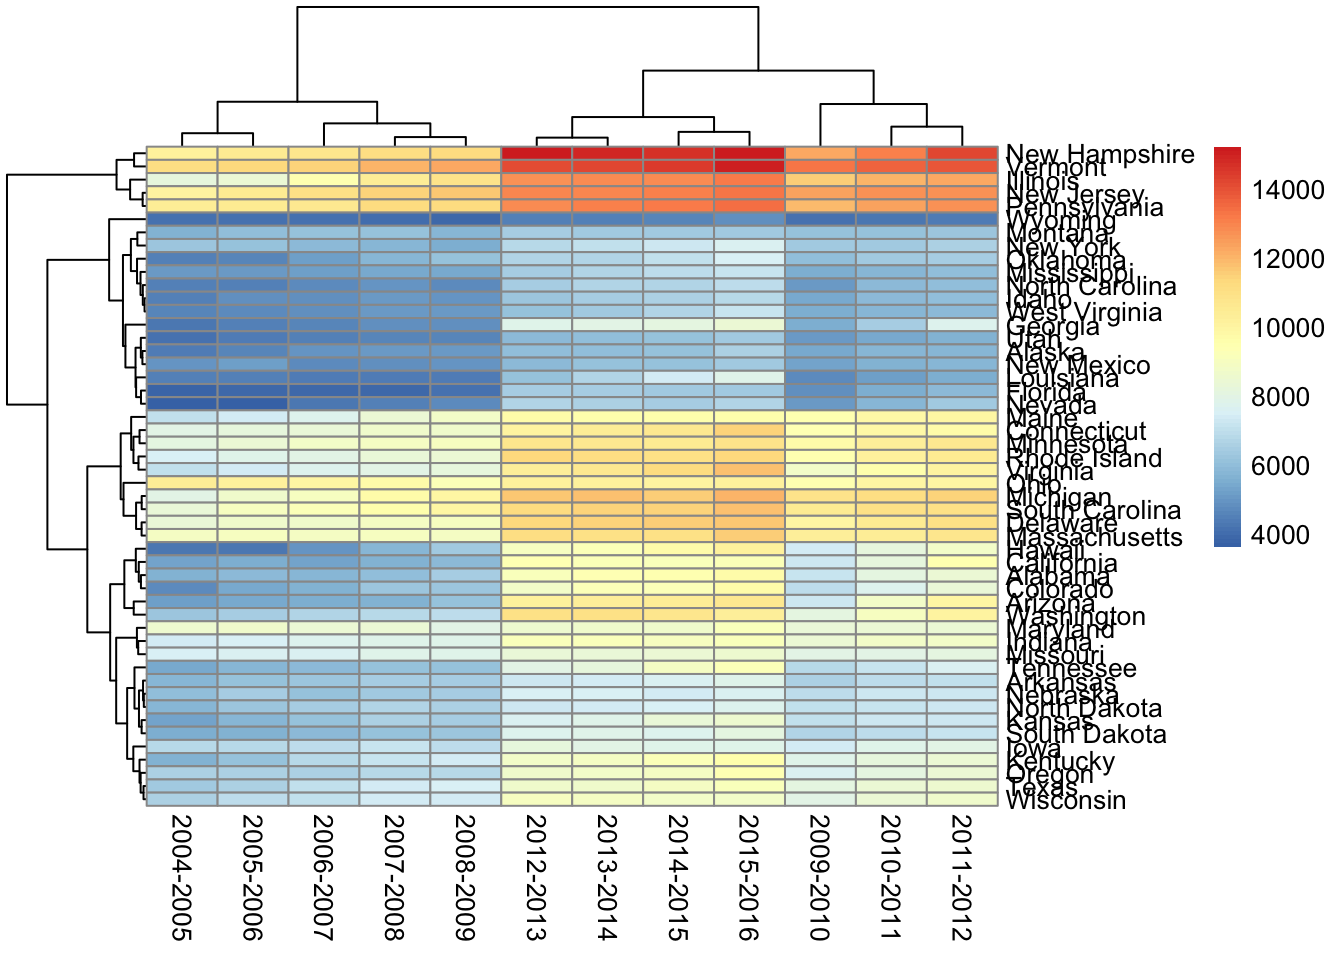 New Hampshire
Vermont
Illinois
New Jersey
Pennsylvania
Wyoming
Montana
New York
Oklahoma
Mississippi
North Carolina
Idaho
West Virginia
Georgia
Utah
Alaska
New Mexico
Louisiana
Florida
Nevada
Maine
Connecticut
Minnesota
Rhode Island
Virginia
Ohio
Michigan
South Carolina
Delaware
Massachusetts
Hawaii
California
Alabama
Colorado
Arizona
Washington
Maryland
Indiana
Missouri
Tennessee
Arkansas
Nebraska
North Dakota
Kansas
South Dakota
Iowa
Kentucky
Oregon
Texas
Wisconsin
14000
12000
10000
8000
6000
4000
2004-2005
2005-2006
2006-2007
2007-2008
2008-2009
2012-2013
2013-2014
2014-2015
2015-2016
2009-2010
2010-2011
2011-2012